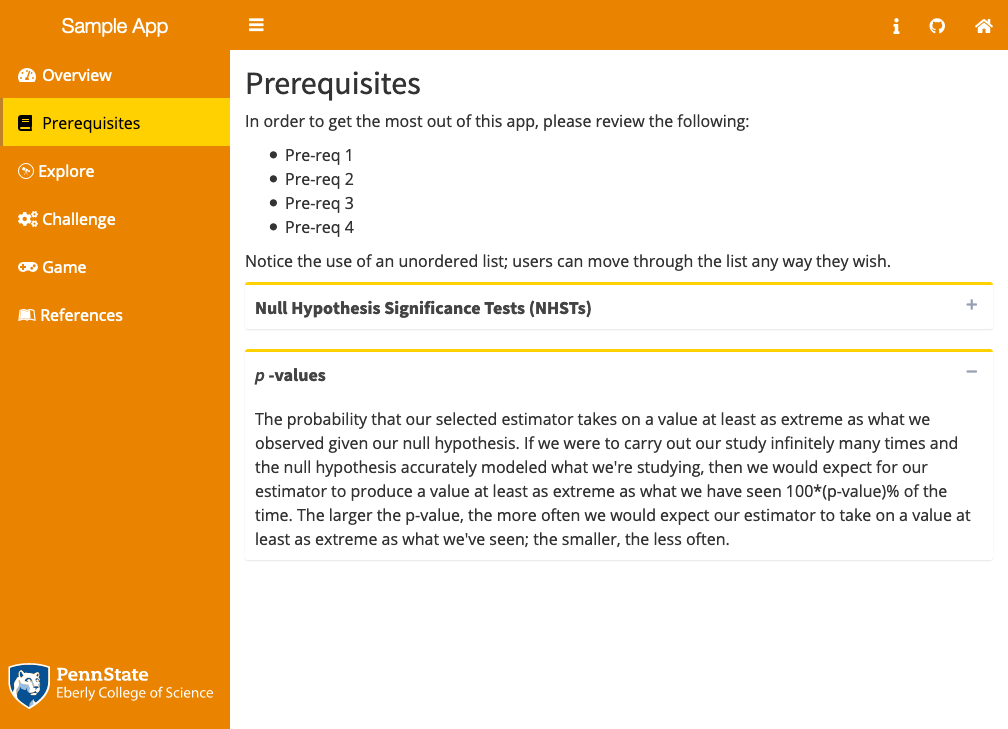 Sample App
Overview
Prerequisites
Explore
Challenge
Game
References
PennState
Eberly College of Science
Prerequisites
In order to get the most out of this app, please review the following:
Pre-req 1
Pre-req 2
Pre-req 3
Pre-req 4
Notice the use of an unordered list; users can move through the list any way they wish.
Null Hypothesis Significance Tests (NHSTs)
p -values
The probability that our selected estimator takes on a value at least as extreme as what we
observed given our null hypothesis. If we were to carry out our study infinitely many times and
the null hypothesis accurately modeled what we're studying, then we would expect for our
estimator to produce a value at least as extreme as what we have seen 100*(p-value)% of the
time. The larger the p-value, the more often we would expect our estimator to take on a value at
least as extreme as what we've seen; the smaller, the less often.